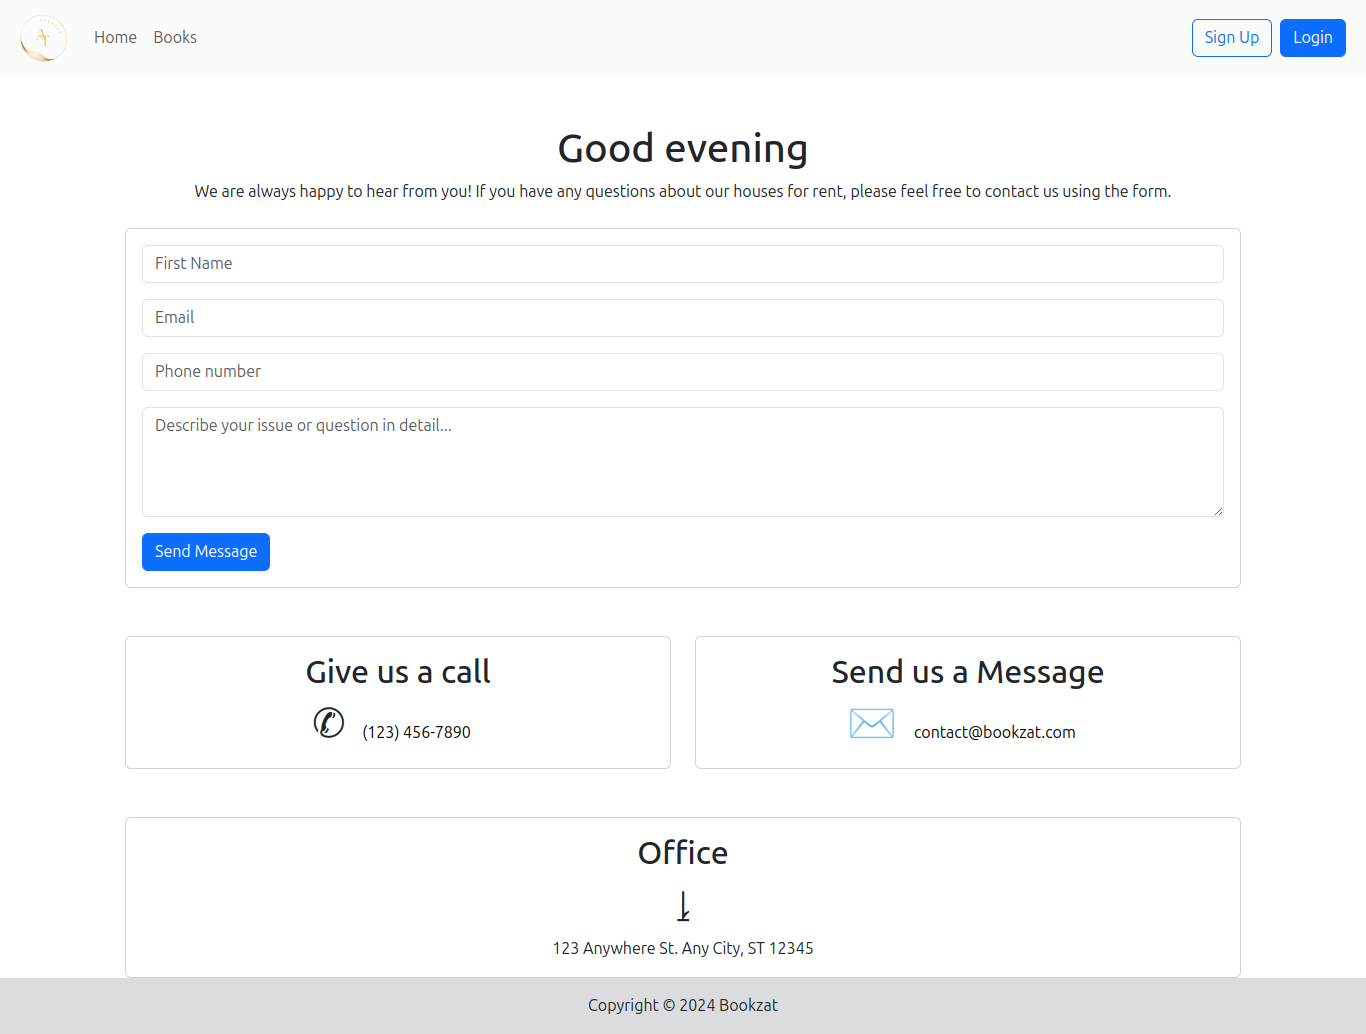 Home Books Sign Up Login
Good evening
We are always happy to hear from you! If you have any questions about our houses for rent, please feel free to contact us using the form.
First Name
Email
Phone number
Describe your issue or question in detail...
Send Message
Give us a call
(123) 456-7890
Send us a Message
contact@bookzat.com
Office
123 Anywhere St. Any City, ST 12345
Copyright © 2024 Bookzat